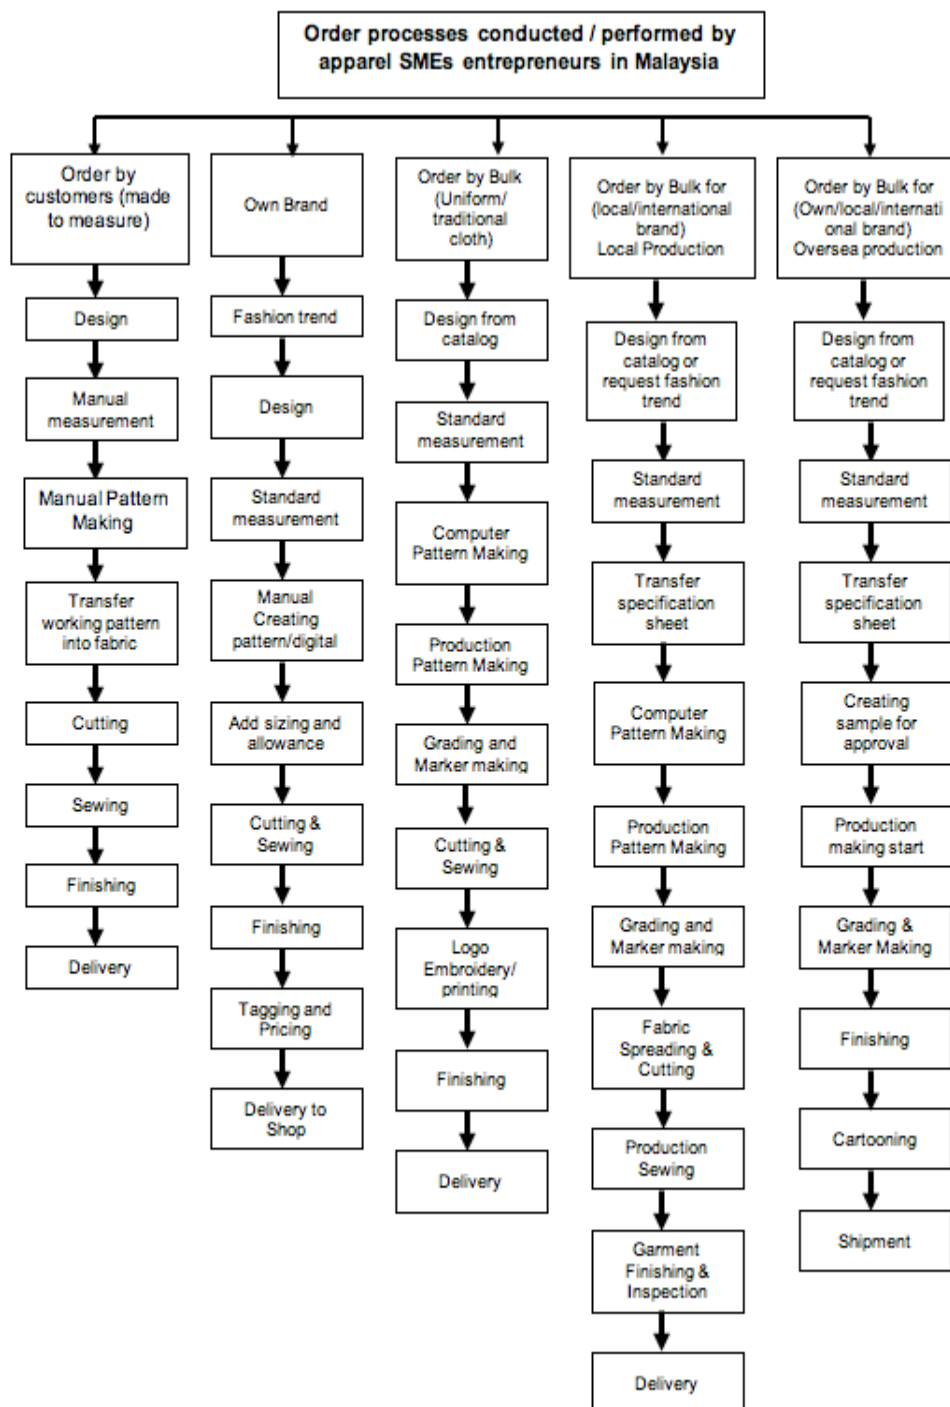 Order processes conducted / performed by
apparel SMEs entrepreneurs in Malaysia
Order by
customers (made
to measure)
Design
Manual
measurement
Manual Pattern
Making
Transfer
working pattern
into fabric
Cutting
Sewing
Finishing
Delivery
Own Brand
Fashion trend
Design
Standard
measurement
Manual
Creating
pattern/digital
Add sizing and
allowance
Cutting &
Sewing
Finishing
Tagging and
Pricing
Delivery to
Shop
Order by Bulk
(Uniform/
traditional
cloth)
Design from
catalog
Standard
measurement
Computer
Pattern Making
Production
Pattern Making
Grading and
Marker making
Cutting &
Sewing
Logo
Embroidery/
printing
Finishing
Delivery
Order by Bulk for
(local/international
brand)
Local Production
Design from
catalog or
request fashion
trend
Standard
measurement
Transfer
specification
sheet
Computer
Pattern Making
Production
Pattern Making
Grading and
Marker making
Fabric
Spreading &
Cutting
Production
Sewing
Garment
Finishing &
Inspection
Delivery
Order by Bulk for
(Own/local/internati
onal brand)
Oversea production
Design from
catalog or
request fashion
trend
Standard
measurement
Transfer
specification
sheet
Creating
sample for
approval
Production
making start
Grading &
Marker Making
Finishing
Cartooning
Shipment